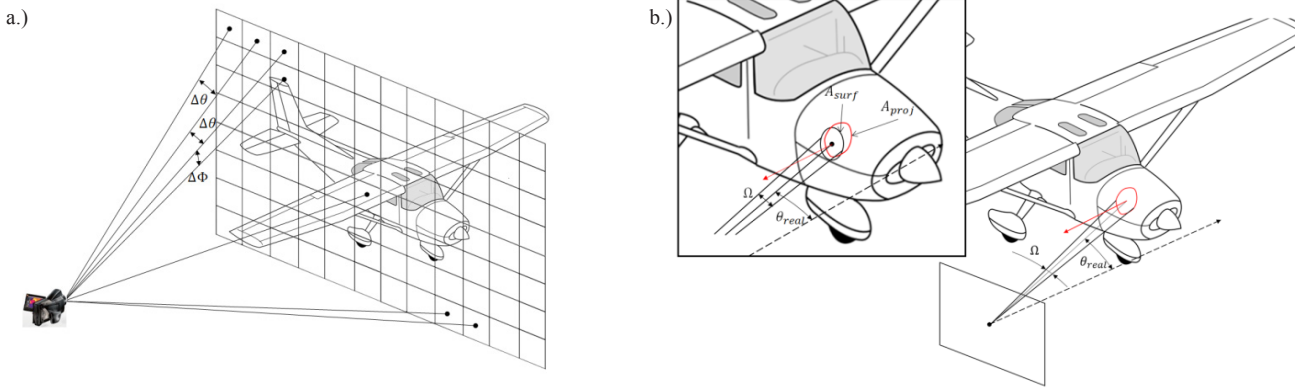 a.)
Δθ
Δθ
ΔΦ
b.)
A_surf
A_proj
Ω
θ_real
Ω
θ_real